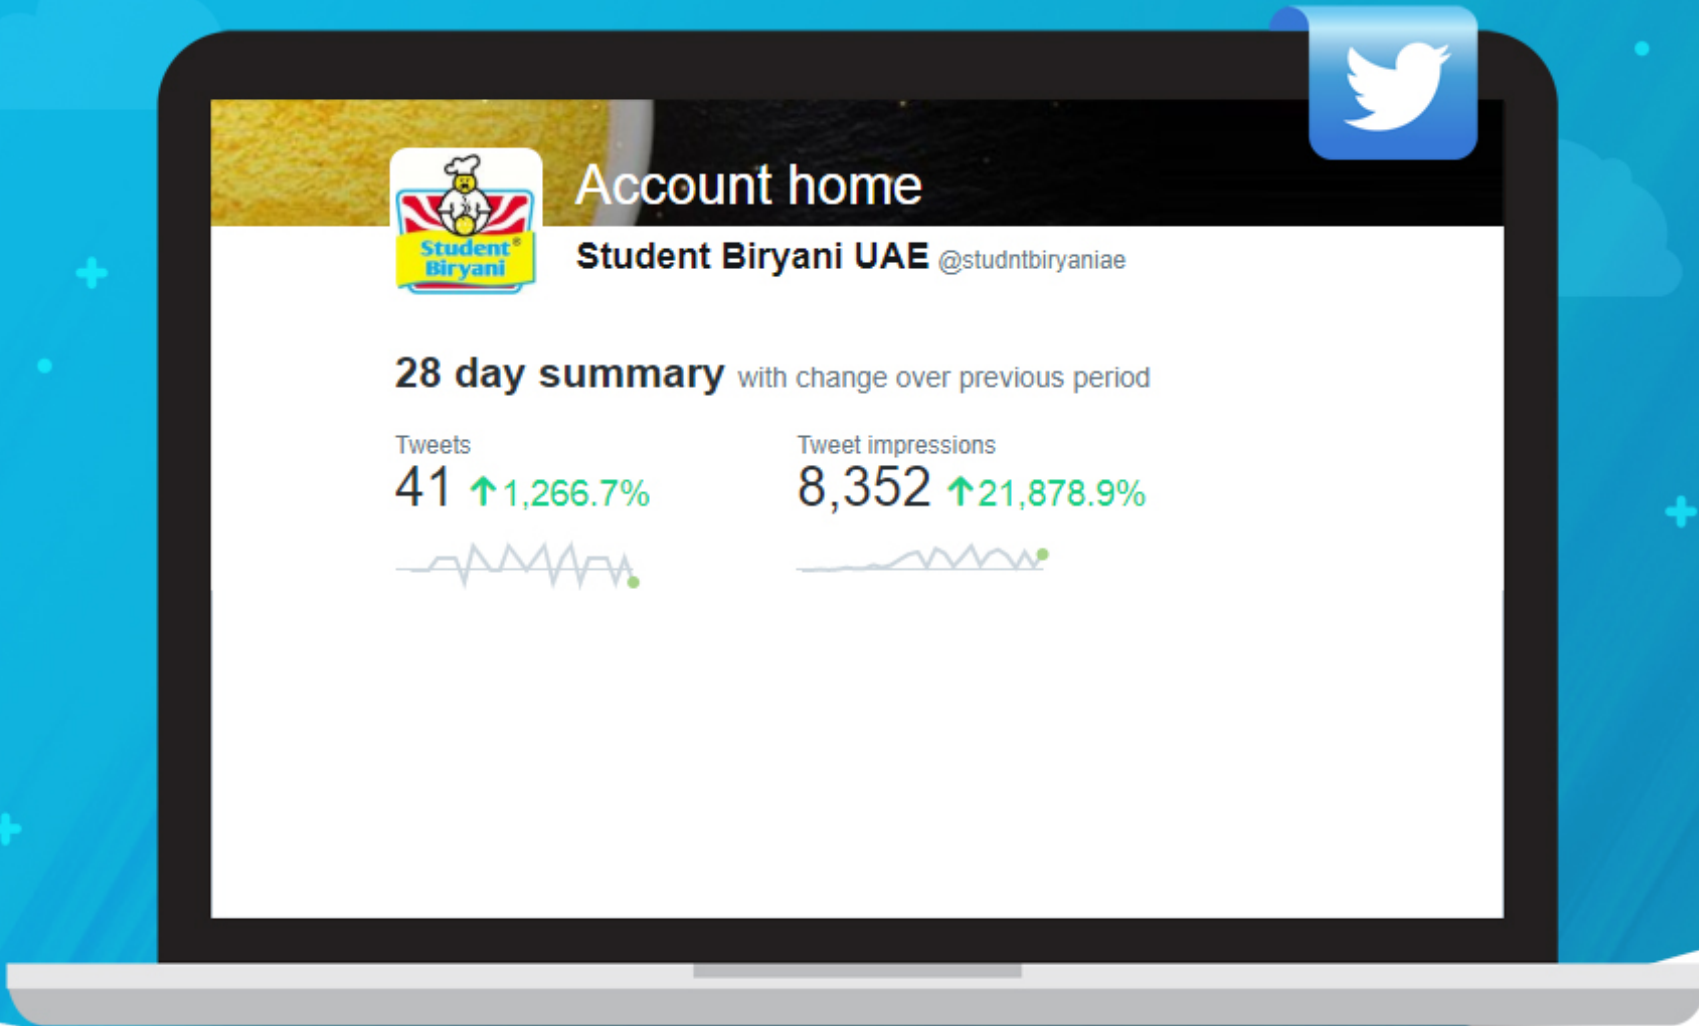 Account home
Student®
Biryani
Student Biryani UAE @studntbiryaniae
28 day summary with change over previous period
Tweets
41 ↑1,266.7%
Tweet impressions
8,352 ↑21,878.9%